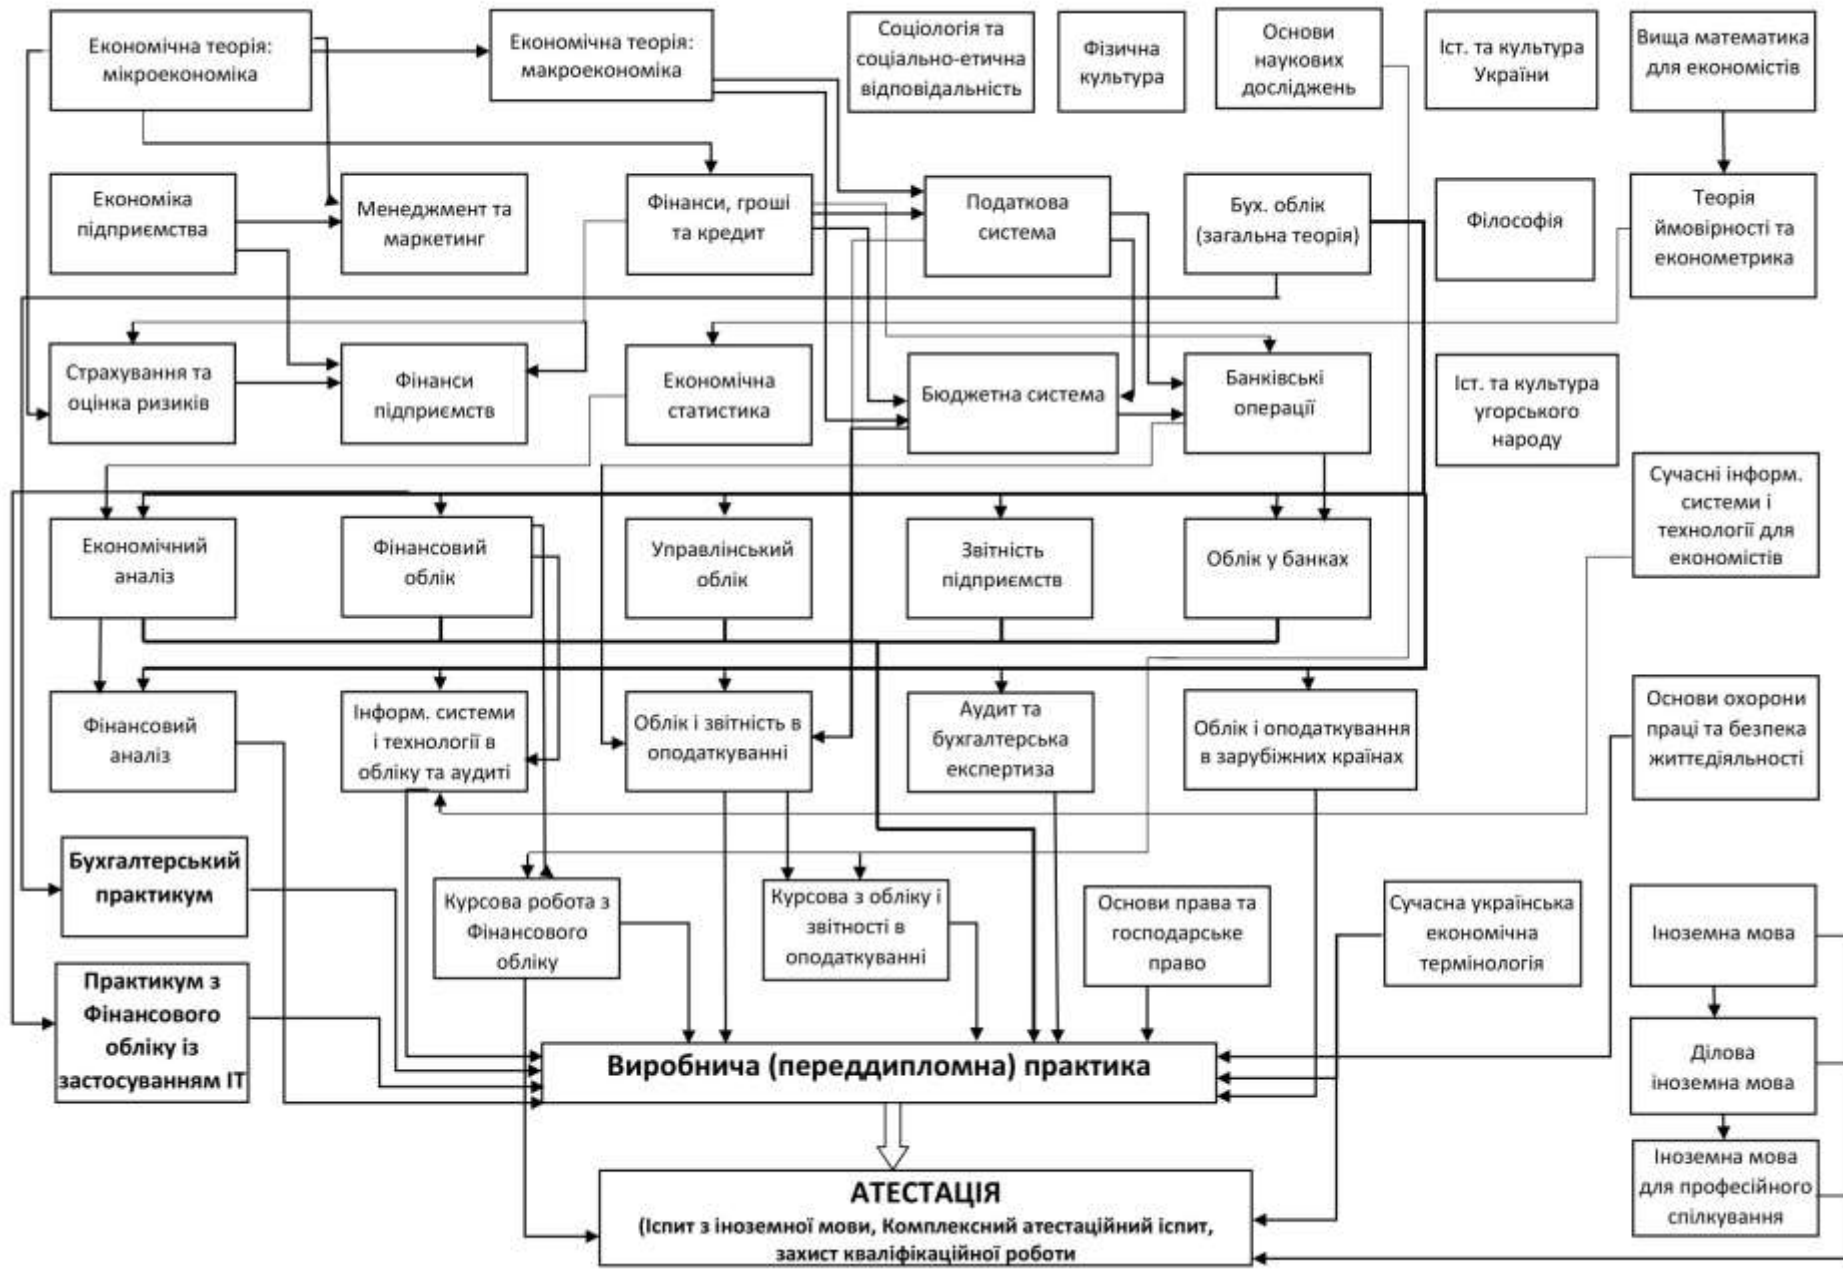 Економічна теорія:
мікроекономіка
Економічна теорія:
макроекономіка
Соціологія та
соціально-етична
відповідальність
Фізична
культура
Основи
наукових
досліджень
Іст. та культура
України
Вища математика
для економістів
Економіка
підприємства
Менеджмент та
маркетинг
Фінанси, гроші
та кредит
Податкова
система
Бух. облік
(загальна теорія)
Філософія
Теорія
ймовірності та
економетрика
Страхування та
оцінка ризиків
Фінанси
підприємств
Економічна
статистика
Бюджетна система
Банківські
операції
Іст. та культура
угорського
народу
Сучасні інформ.
системи і
технології для
економістів
Економічний
аналіз
Фінансовий
облік
Управлінський
облік
Звітність
підприємств
Облік у банках
Фінансовий
аналіз
Інформ. системи
і технології в
обліку та аудиті
Облік і звітність в
оподаткуванні
Аудит та
бухгалтерська
експертиза
Облік і оподаткування
в зарубіжних країнах
Основи охорони
праці та безпека
життєдіяльності
Бухгалтерський
практикум
Курсова робота з
Фінансового
обліку
Курсова з обліку і
звітності в
оподаткуванні
Основи права та
господарське
право
Сучасна українська
економічна
термінологія
Іноземна мова
Практикум з
Фінансового
обліку із
застосуванням ІТ
Виробнича (переддипломна) практика
Ділова
іноземна мова
Іноземна мова
для професійного
спілкування
АТЕСТАЦІЯ
(Іспит з іноземної мови, Комплексний атестаційний іспит,
захист кваліфікаційної роботи